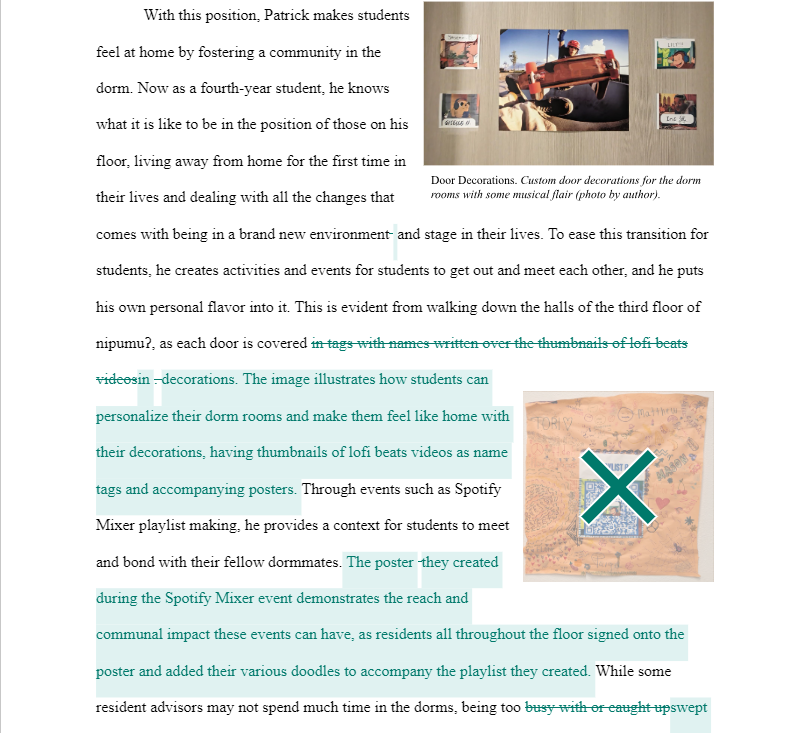 With this position, Patrick makes students
feel at home by fostering a community in the
dorm. Now as a fourth-year student, he knows
what it is like to be in the position of those on his
floor, living away from home for the first time in
their lives and dealing with all the changes that
Door Decorations. Custom door decorations for the dorm
rooms with some musical flair (photo by author).
comes with being in a brand new environment and stage in their lives. To ease this transition for
students, he creates activities and events for students to get out and meet each other, and he puts
his own personal flavor into it. This is evident from walking down the halls of the third floor of
nipumu?, as each door is covered in tags with names written over the thumbnails of lofi beats
videosin decorations. The image illustrates how students can
personalize their dorm rooms and make them feel like home with
their decorations, having thumbnails of lofi beats videos as name
tags and accompanying posters. Through events such as Spotify
Mixer playlist making, he provides a context for students to meet
and bond with their fellow dormmates. The poster they created
during the Spotify Mixer event demonstrates the reach and
communal impact these events can have, as residents all throughout the floor signed onto the
poster and added their various doodles to accompany the playlist they created. While some
resident advisors may not spend much time in the dorms, being too busy with or caught upswept